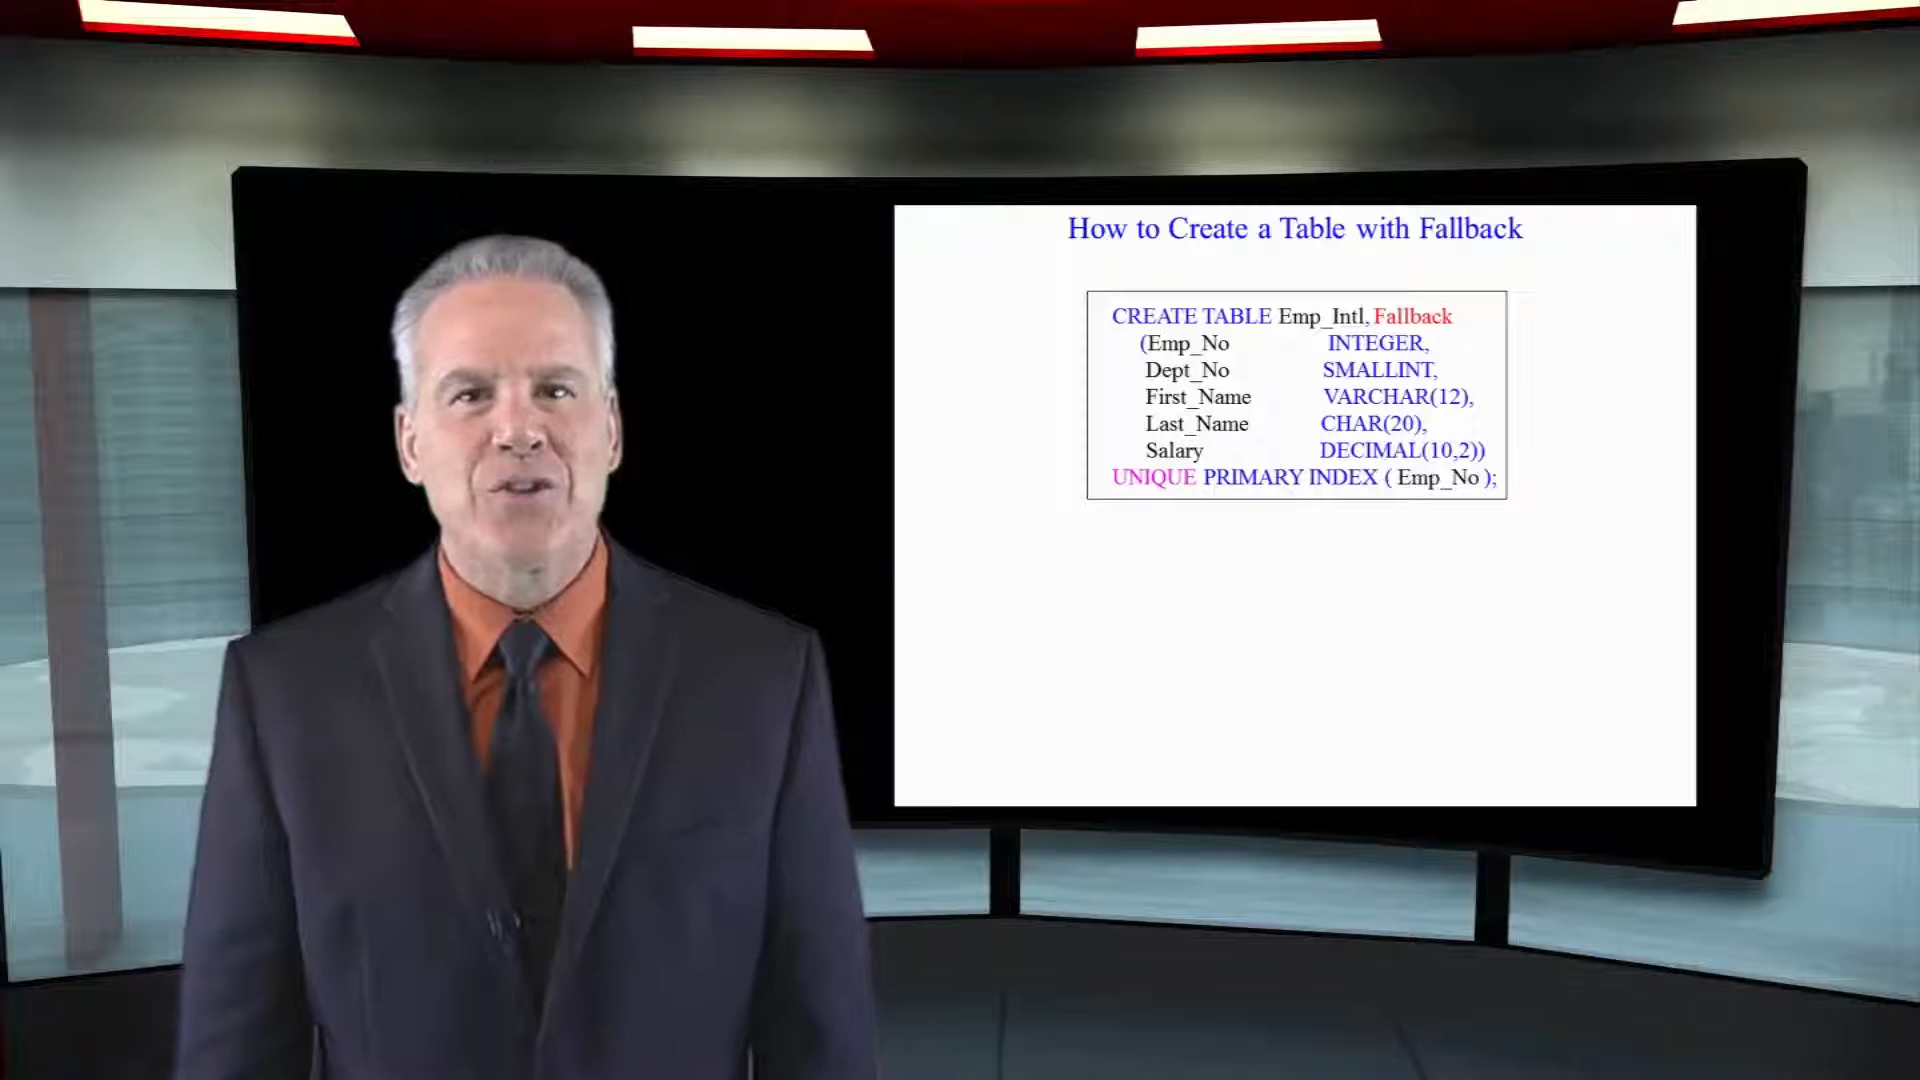 How to Create a Table with Fallback
CREATE TABLE Emp_Intl, Fallback
(Emp_No INTEGER,
Dept_No SMALLINT,
First_Name VARCHAR(12),
Last_Name CHAR(20),
Salary DECIMAL(10,2))
UNIQUE PRIMARY INDEX ( Emp_No );